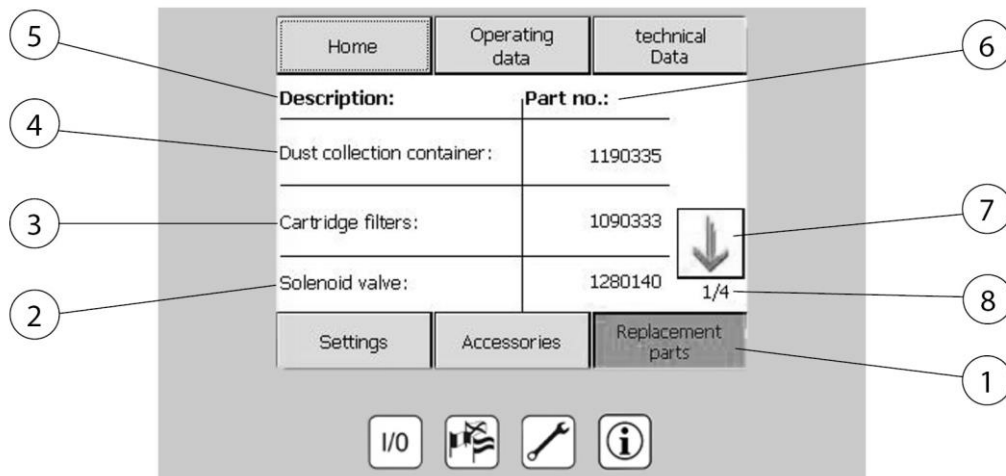 5
Home
Operating
data
technical
Data
6
Description:
Part no.:
4
Dust collection container:
1190335
3
Cartridge filters:
1090333
7
2
Solenoid valve:
1280140
1/4
8
Settings
Accessories
Replacement
parts
1
I/0
i